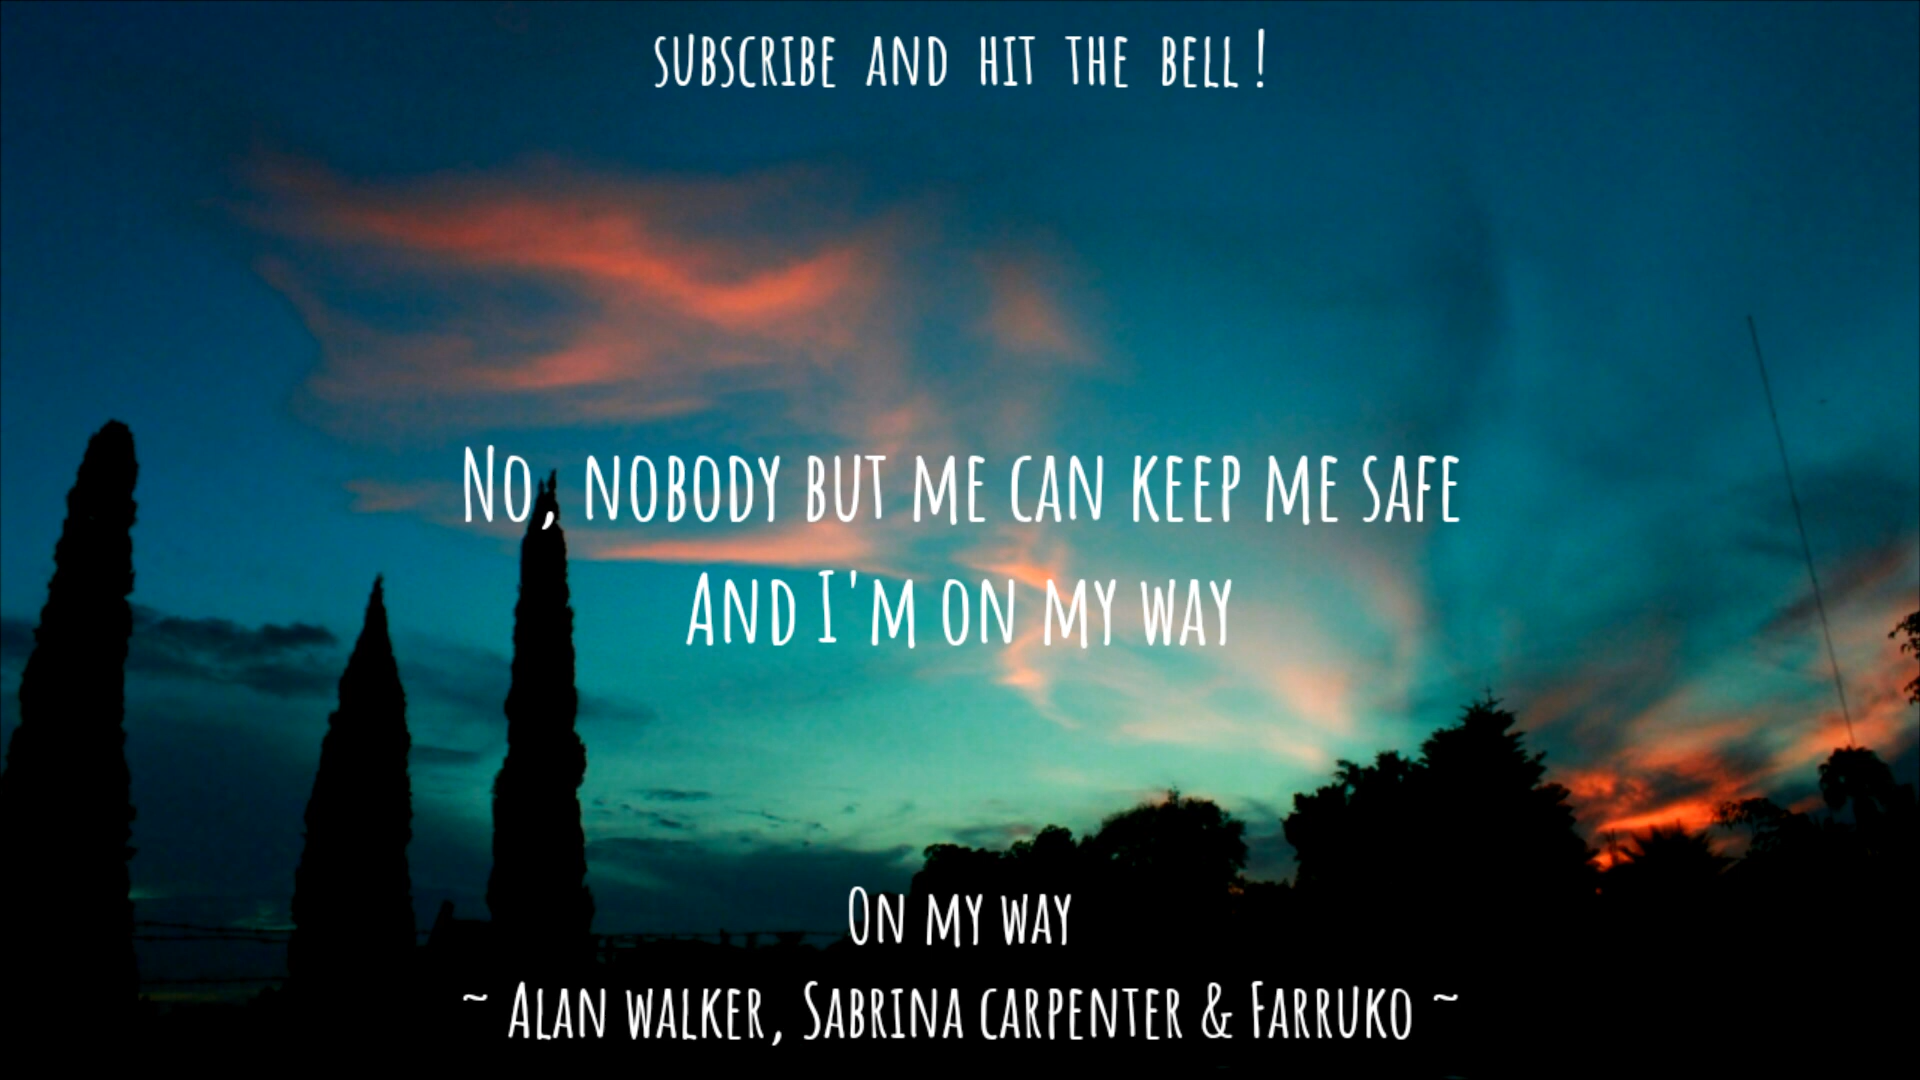 SUBSCRIBE AND HIT THE BELL !
NO, NOBODY BUT ME CAN KEEP ME SAFE
AND I'M ON MY WAY
ON MY WAY
~ ALAN WALKER, SABRINA CARPENTER & FARRUKO ~